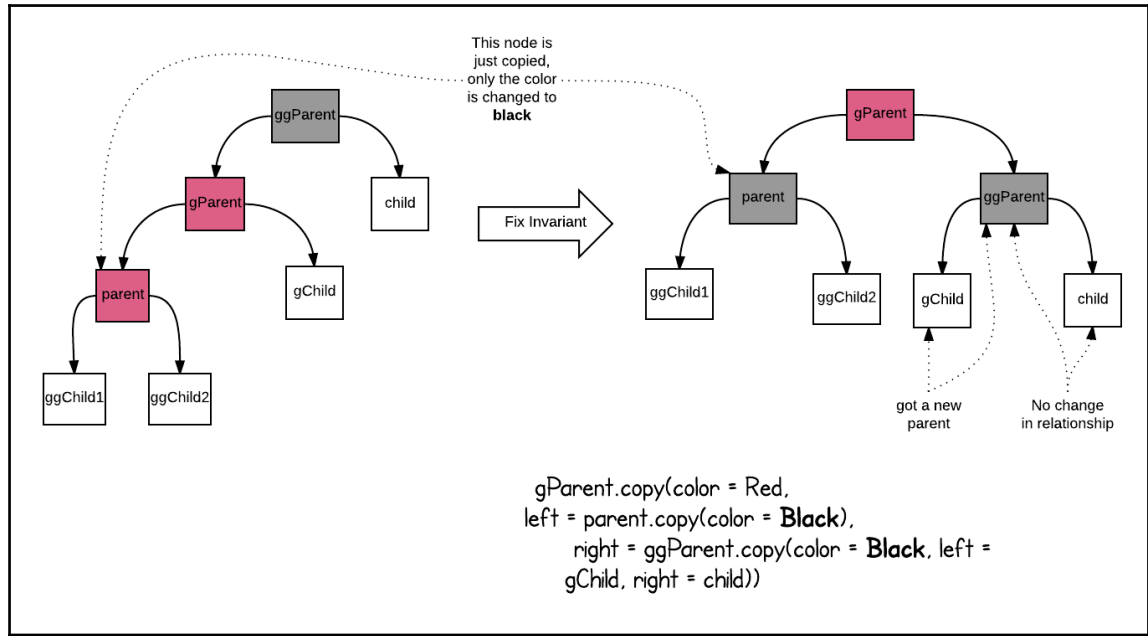 This node is
just copied,
only the color
is changed to
black
ggParent
gParent
child
parent
gChild
ggChild1
ggChild2
Fix Invariant
gParent
parent
ggParent
ggChild1
ggChild2
gChild
child
got a new
parent
No change
in relationship
gParent.copy(color = Red,
left = parent.copy(color = Black),
right = ggParent.copy(color = Black, left =
gChild, right = child))